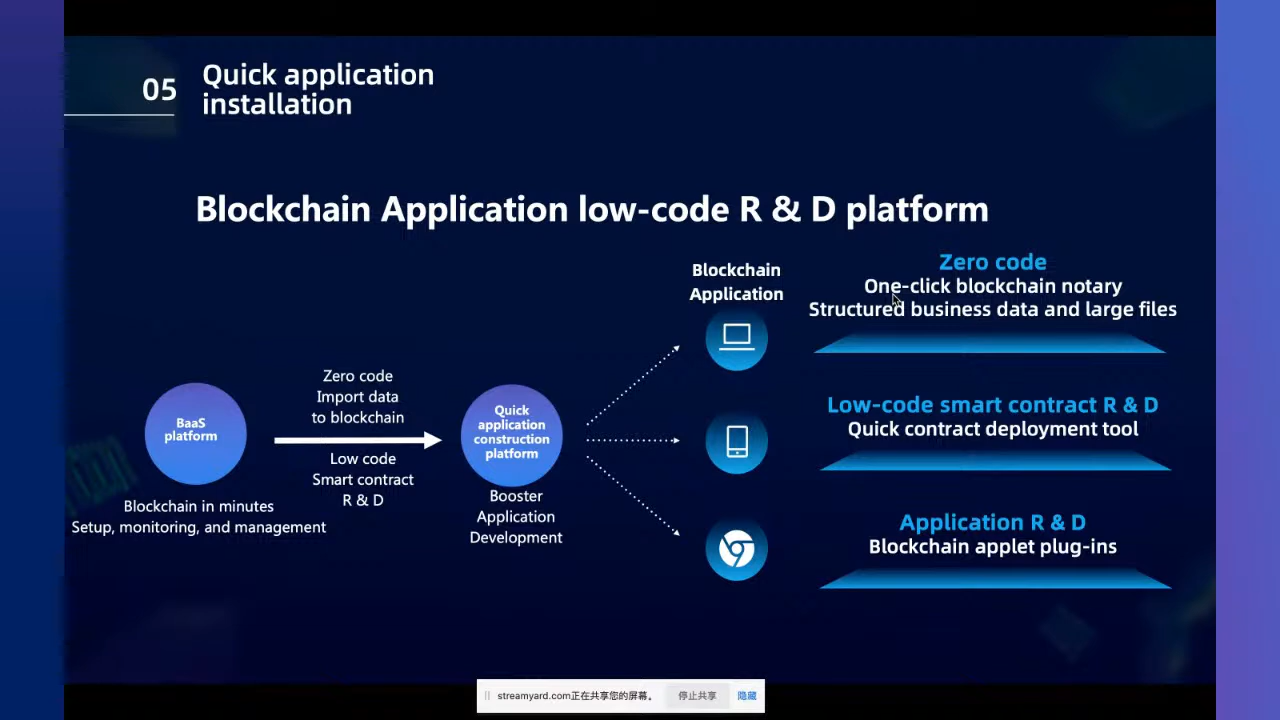 05
Quick application
installation
Blockchain Application low-code R & D platform
BaaS
platform
Blockchain in minutes
Setup, monitoring, and management
Zero code
Import data
to blockchain
Low code
Smart contract
R & D
Quick
application
construction
platform
Booster
Application
Development
Blockchain
Application
Zero code
One-click blockchain notary
Structured business data and large files
Low-code smart contract R & D
Quick contract deployment tool
Application R & D
Blockchain applet plug-ins
streamyard.com正在共享您的屏幕。 停止共享 隐藏